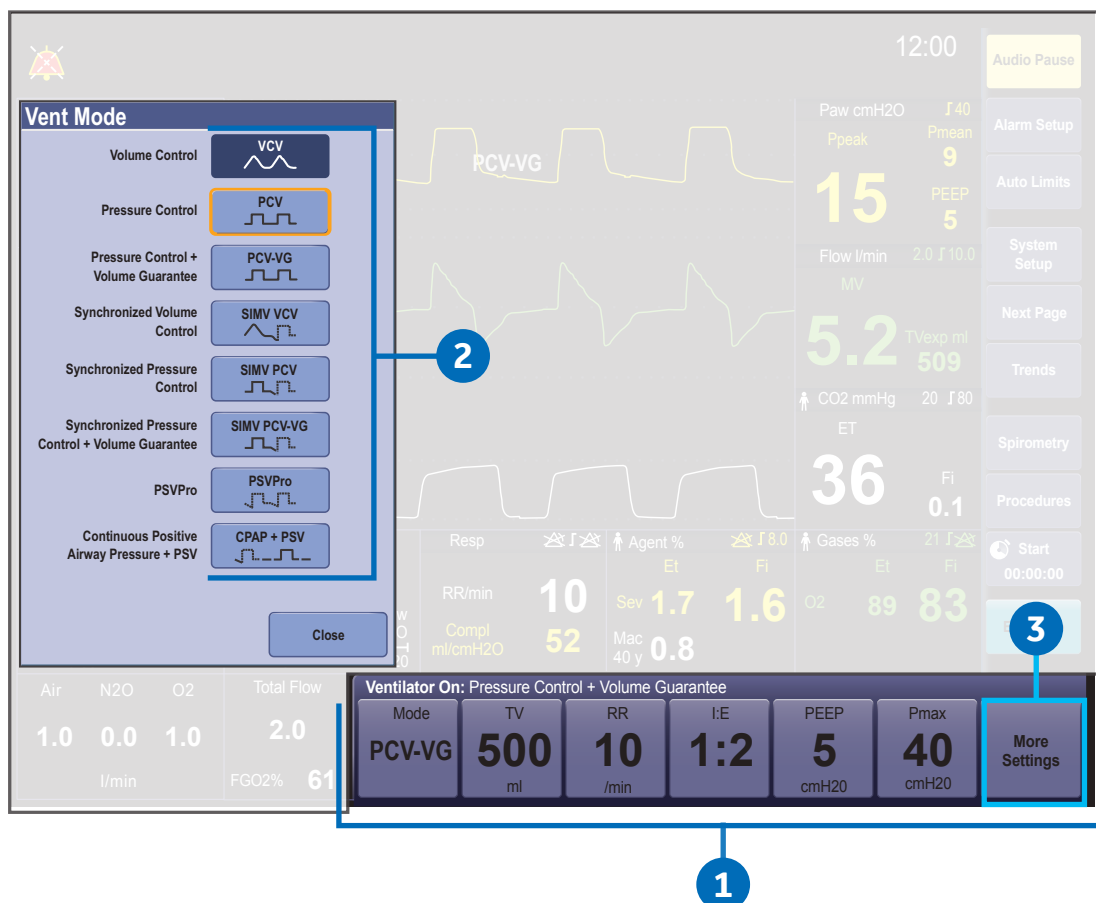 12:00
Audio Pause
Vent Mode
Volume Control
VCV
Pressure Control
PCV
Pressure Control +
Volume Guarantee
PCV-VG
Synchronized Volume
Control
SIMV VCV
Synchronized Pressure
Control
SIMV PCV
Synchronized Pressure
Control + Volume Guarantee
SIMV PCV-VG
PSVPro
PSVPro
Continuous Positive
Airway Pressure + PSV
CPAP + PSV
Close
2
PCV-VG
Paw cmH2O
40
Ppeak
Pmean
15
9
PEEP
5
Flow l/min
2.0 10.0
MV
5.2
TVexp ml
509
CO2 mmHg
20 80
ET
36
Fi
0.1
Alarm Setup
Auto Limits
System
Setup
Next Page
Trends
Spirometry
Procedures
Start
00:00:00
3
Resp
RR/min
10
Compl
ml/cmH2O
52
Agent %
8.0
Et
Fi
Sev 1.7
1.6
Mac
40 y 0.8
Gases %
21
Et
Fi
O2
89
83
Air
N2O
O2
1.0
0.0
1.0
l/min
Total Flow
2.0
FGO2% 61
Ventilator On: Pressure Control + Volume Guarantee
Mode
PCV-VG
TV
500
ml
RR
10
/min
I:E
1:2
PEEP
5
cmH20
Pmax
40
cmH20
More
Settings
1